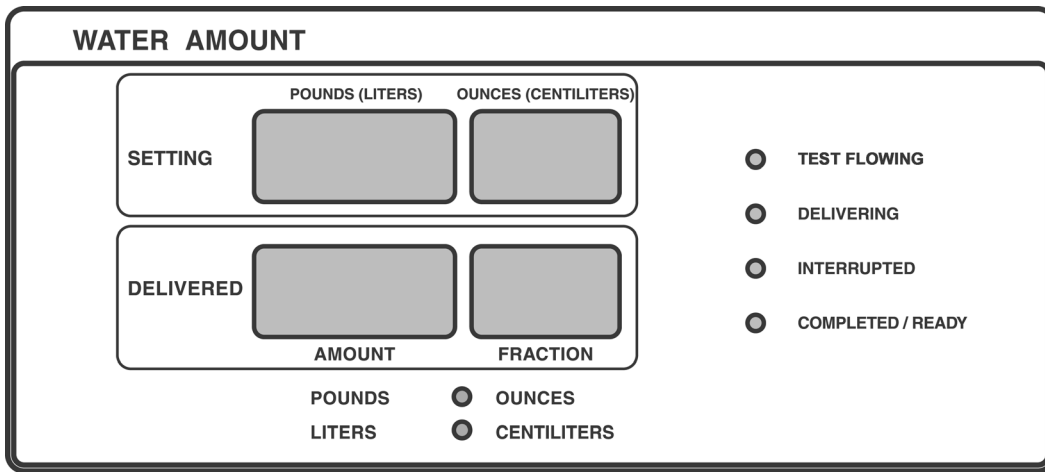 WATER AMOUNT
POUNDS (LITERS) OUNCES (CENTILITERS)
SETTING
DELIVERED
AMOUNT FRACTION
POUNDS OUNCES
LITERS CENTILITERS
TEST FLOWING
DELIVERING
INTERRUPTED
COMPLETED / READY